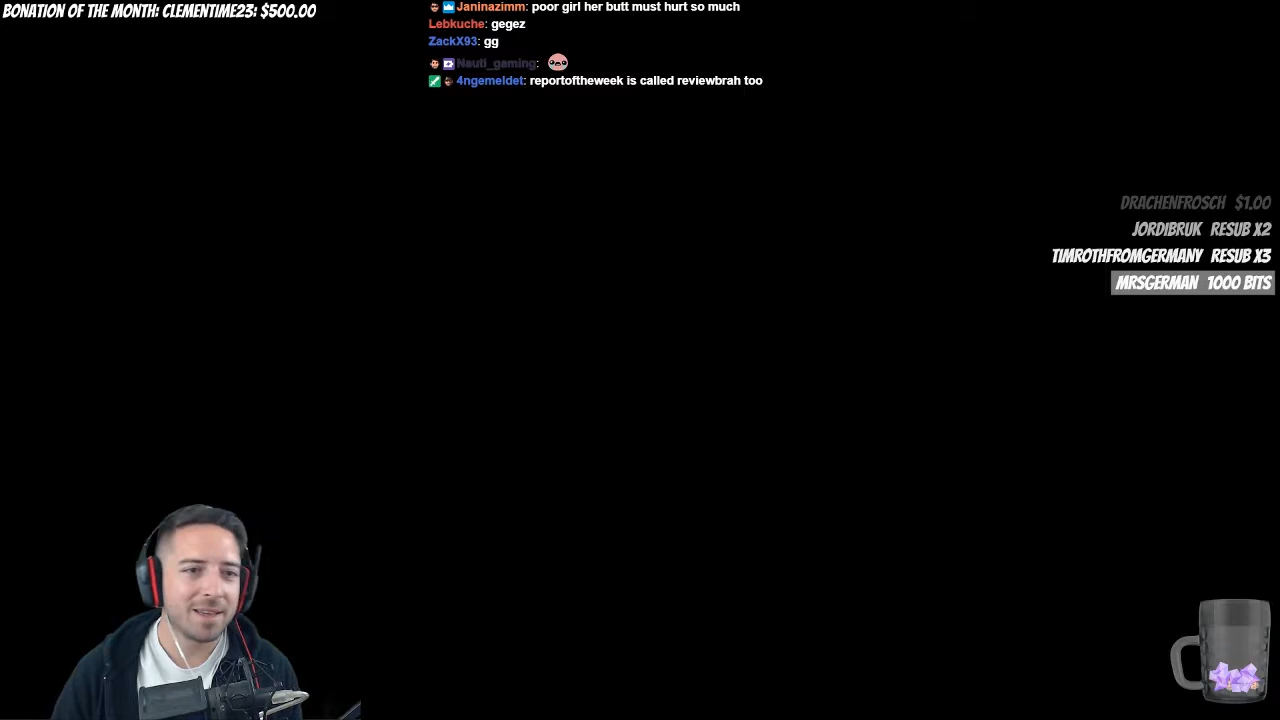 BONATION OF THE MONTH: CLEMENTIME23: $500.00
Janinazimm: poor girl her butt must hurt so much
Lebkuche: gegez
ZackX93: gg
Nauti_gaming:
4ngemeldet: reportoftheweek is called reviewbrah too
DRACHENFROSCH $1.00
JORDIBRUK RESUB X2
TIMROTHFROMGERMANY RESUB X3
MRSGERMAN 1000 BITS